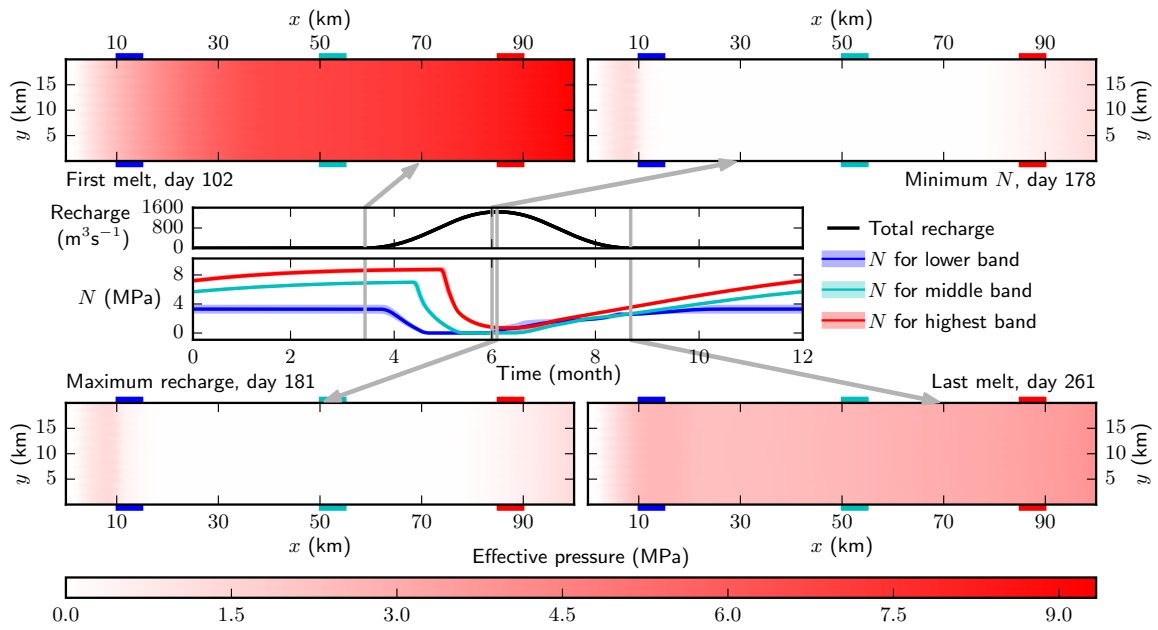 x (km)
x (km)
10 30 50 70 90
10 30 50 70 90
y (km)
15
10
5
15
10
5
y (km)
First melt, day 102
Minimum N, day 178
Recharge
(m³s⁻¹)
1600
800
0
N (MPa)
8
4
0
0 2 4 6 8 10 12
Time (month)
Total recharge
N for lower band
N for middle band
N for highest band
Maximum recharge, day 181
Last melt, day 261
y (km)
15
10
5
15
10
5
y (km)
10 30 50 70 90
10 30 50 70 90
x (km)
x (km)
Effective pressure (MPa)
0.0 1.5 3.0 4.5 6.0 7.5 9.0